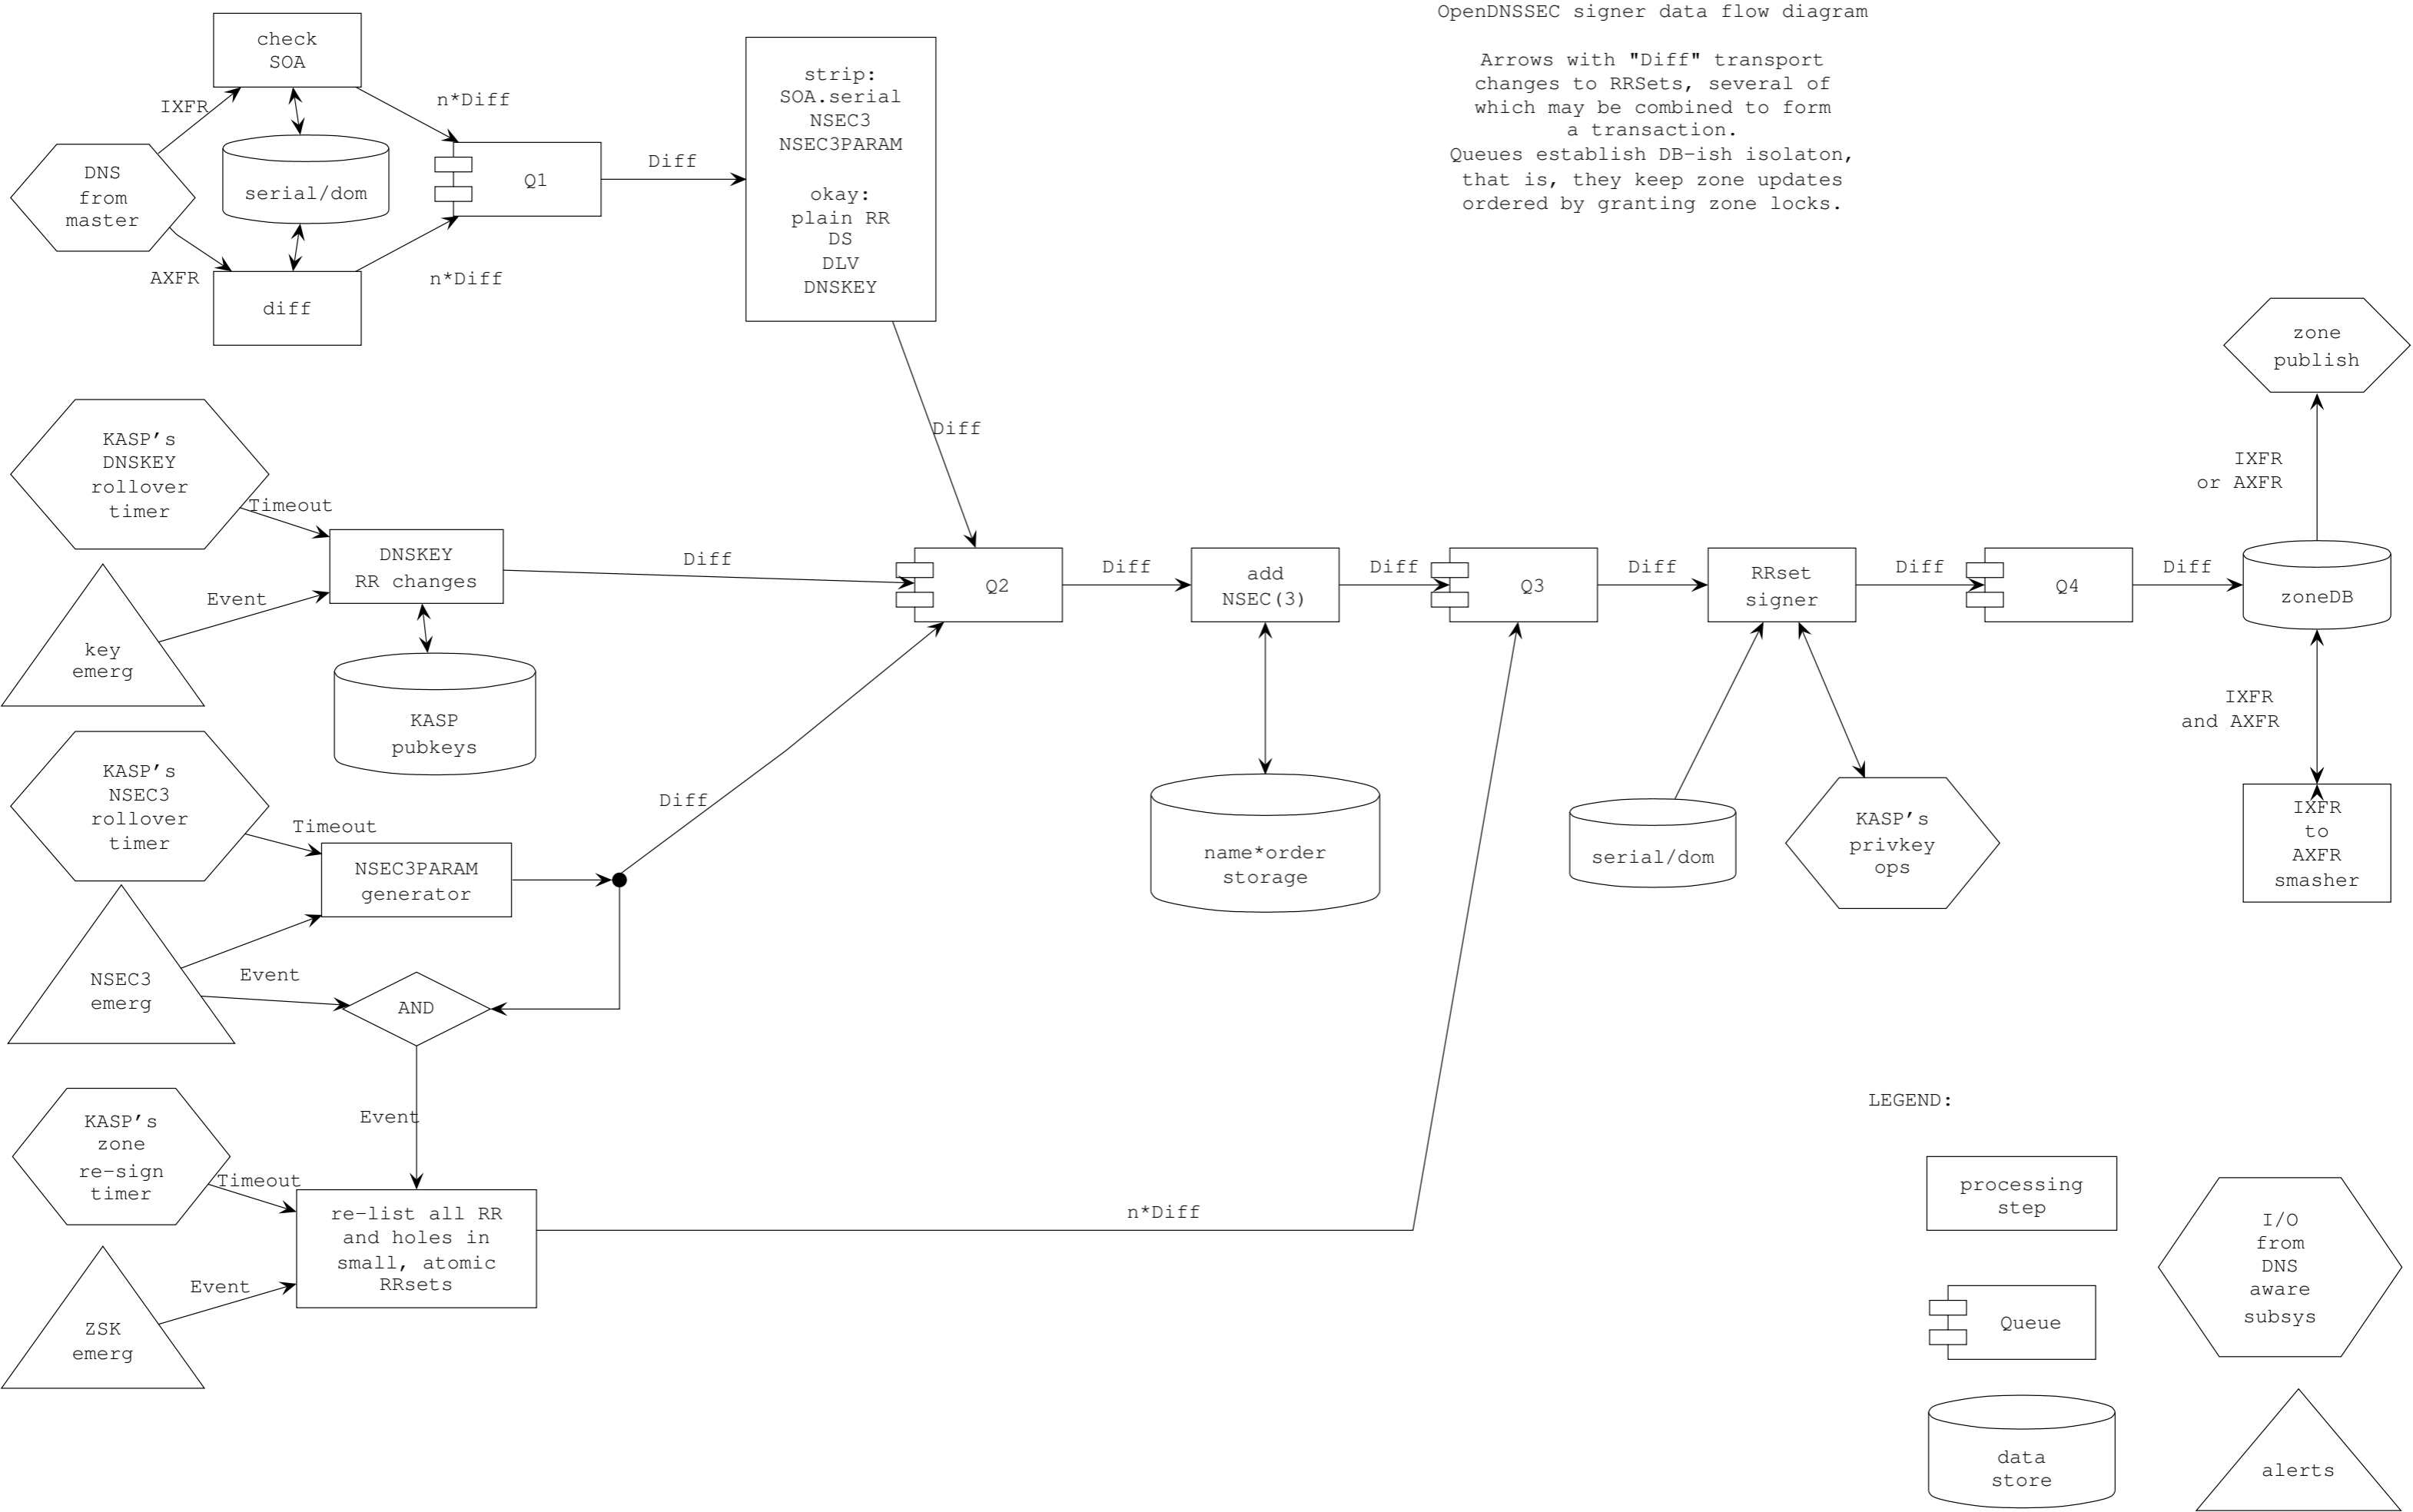 OpenDNSSEC signer data flow diagram
Arrows with "Diff" transport
changes to RRSets, several of
which may be combined to form
a transaction.
Queues establish DB-ish isolaton,
that is, they keep zone updates
ordered by granting zone locks.
check
SOA
IXFR
n*Diff
DNS
from
master
serial/dom
Q1
Diff
AXFR
n*Diff
diff
strip:
SOA.serial
NSEC3
NSEC3PARAM
okay:
plain RR
DS
DLV
DNSKEY
Diff
zone
publish
IXFR
or AXFR
KASP's
DNSKEY
rollover
timer
Timeout
DNSKEY
RR changes
Diff
Event
key
emerg
KASP
pubkeys
Q2
Diff
add
NSEC(3)
Diff
Q3
Diff
RRset
signer
Diff
Q4
Diff
zoneDB
IXFR
and AXFR
KASP's
NSEC3
rollover
timer
Timeout
NSEC3PARAM
generator
Diff
name*order
storage
serial/dom
KASP's
privkey
ops
IXFR
to
AXFR
smasher
NSEC3
emerg
Event
AND
Event
KASP's
zone
re-sign
timer
Timeout
re-list all RR
and holes in
small, atomic
RRsets
n*Diff
Event
ZSK
emerg
LEGEND:
processing
step
I/O
from
DNS
aware
subsys
Queue
data
store
alerts